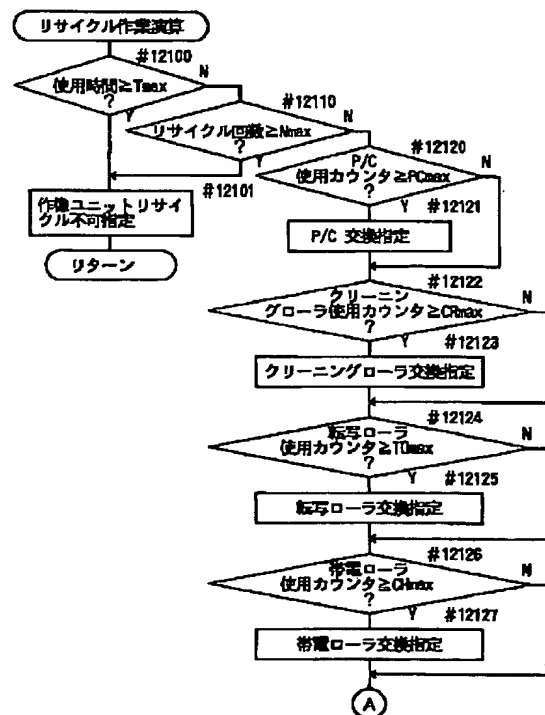 リサイクル作業演算
#12100
使用時間≧Tmax
?
N
Y
#12110
リサイクル回数≧Nmax
?
N
Y
#12101
作像ユニットリサイ
クル不可指定
リターン
#12120
P/C
使用カウンタ≧PCmax
?
N
Y
#12121
P/C 交換指定
#12122
クリーニン
グローラ使用カウンタ≧CRmax
?
N
Y
#12123
クリーニングローラ交換指定
#12124
転写ローラ
使用カウンタ≧TOmax
?
N
Y
#12125
転写ローラ交換指定
#12126
帯電ローラ
使用カウンタ≧CHmax
?
N
Y
#12127
帯電ローラ交換指定
A